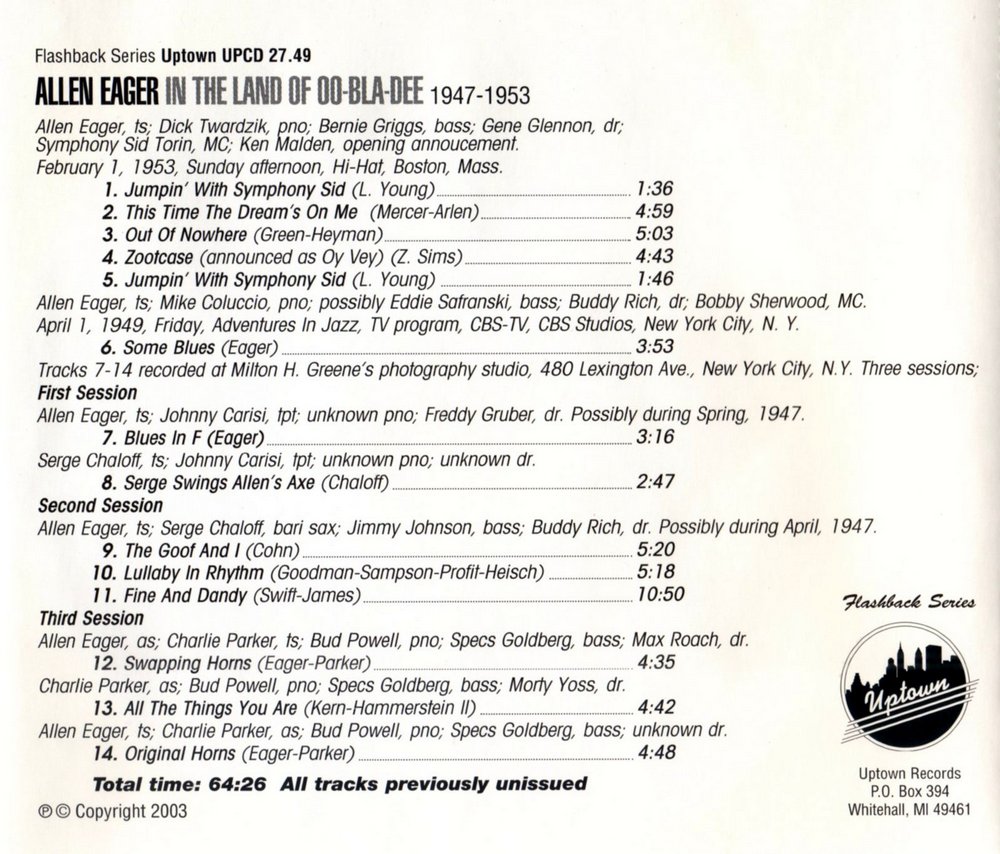 Flashback Series Uptown UPCD 27.49
ALLEN EAGER IN THE LAND OF OO-BLA-DEE 1947-1953
Allen Eager, ts; Dick Twardzik, pno; Bernie Griggs, bass; Gene Glennon, dr;
Symphony Sid Torin, MC; Ken Malden, opening annoucement.
February 1, 1953, Sunday afternoon, Hi-Hat, Boston, Mass.
1. Jumpin' With Symphony Sid (L. Young) 1:36
2. This Time The Dream's On Me (Mercer-Arlen) 4:59
3. Out Of Nowhere (Green-Heyman) 5:03
4. Zootcase (announced as Oy Vey) (Z. Sims) 4:43
5. Jumpin' With Symphony Sid (L. Young) 1:46
Allen Eager, ts; Mike Coluccio, pno; possibly Eddie Safranski, bass; Buddy Rich, dr; Bobby Sherwood, MC.
April 1, 1949, Friday, Adventures In Jazz, TV program, CBS-TV, CBS Studios, New York City, N. Y.
6. Some Blues (Eager) 3:53
Tracks 7-14 recorded at Milton H. Greene's photography studio, 480 Lexington Ave., New York City, N.Y. Three sessions;
First Session
Allen Eager, ts; Johnny Carisi, tpt; unknown pno; Freddy Gruber, dr. Possibly during Spring, 1947.
7. Blues In F (Eager) 3:16
Serge Chaloff, ts; Johnny Carisi, tpt; unknown pno; unknown dr.
8. Serge Swings Allen's Axe (Chaloff) 2:47
Second Session
Allen Eager, ts; Serge Chaloff, bari sax; Jimmy Johnson, bass; Buddy Rich, dr. Possibly during April, 1947.
9. The Goof And I (Cohn) 5:20
10. Lullaby In Rhythm (Goodman-Sampson-Profit-Heisch) 5:18
11. Fine And Dandy (Swift-James) 10:50
Third Session
Allen Eager, as; Charlie Parker, ts; Bud Powell, pno; Specs Goldberg, bass; Max Roach, dr.
12. Swapping Horns (Eager-Parker) 4:35
Charlie Parker, as; Bud Powell, pno; Specs Goldberg, bass; Morty Yoss, dr.
13. All The Things You Are (Kern-Hammerstein II) 4:42
Allen Eager, ts; Charlie Parker, as; Bud Powell, pno; Specs Goldberg, bass; unknown dr.
14. Original Horns (Eager-Parker) 4:48
Total time: 64:26 All tracks previously unissued
℗ © Copyright 2003
Flashback Series
Uptown
Uptown Records
P.O. Box 394
Whitehall, MI 49461